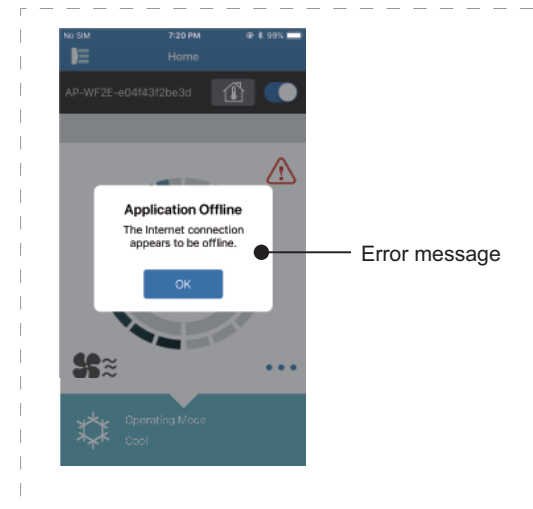 No SIM 7:20 PM 99%
Home
AP-WF2E-e04f43f2be3d
Application Offline
The Internet connection
appears to be offline.
OK
Error message
Operating Mode
Cool